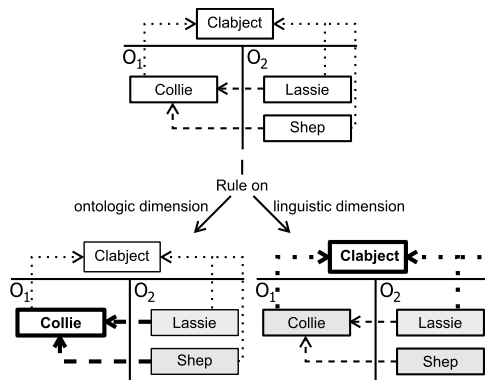 Clabject
O1 O2
Collie Lassie
Shep
Rule on
ontologic dimension linguistic dimension
Clabject Clabject
O1 O2 O1 O2
Collie Lassie Collie Lassie
Shep Shep